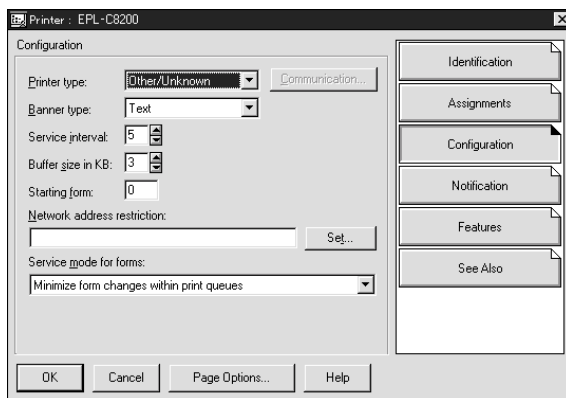 Printer : EPL-C8200
Configuration
Printer type: Other/Unknown Communication...
Banner type: Text
Service interval: 5
Buffer size in KB: 3
Starting form: 0
Network address restriction:
Set...
Service mode for forms:
Minimize form changes within print queues
Identification
Assignments
Configuration
Notification
Features
See Also
OK Cancel Page Options... Help